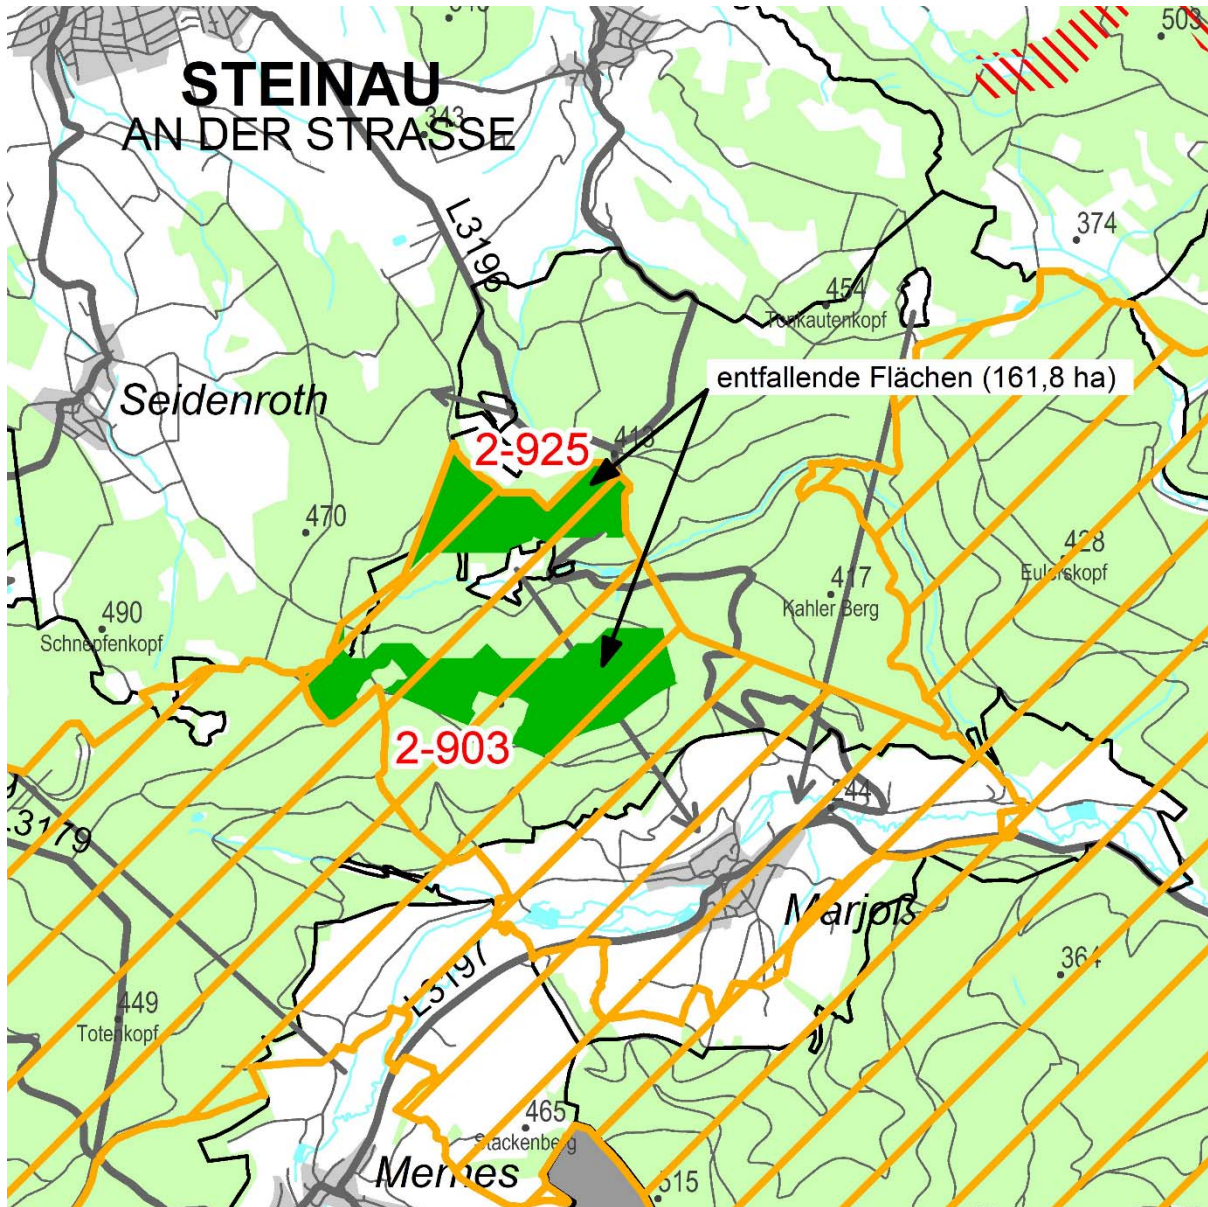 503
STEINAU
AN DER STRASSE
343
L3196
374
454
Tonkautenkopf
entfallende Flächen (161,8 ha)
Seidenroth
413
2-925
470
428
Eulerskopf
417
Kahler Berg
490
Schnepfenkopf
2-903
244
L3179
Marjoß
364
L3197
449
Totenkopf
465
Stackenberg
Mernes
515